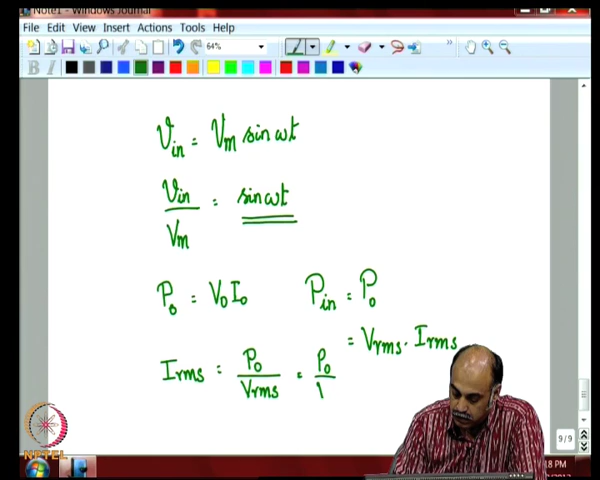 Note1 - Windows Journal
File Edit View Insert Actions Tools Help
64%
B I
Vin = Vm sin ωt
Vin / Vm = sin ωt
Po = Vo Io Pin = Po
= Vrms . Irms
Irms = Po / Vrms = Po /
NPTEL
9/9